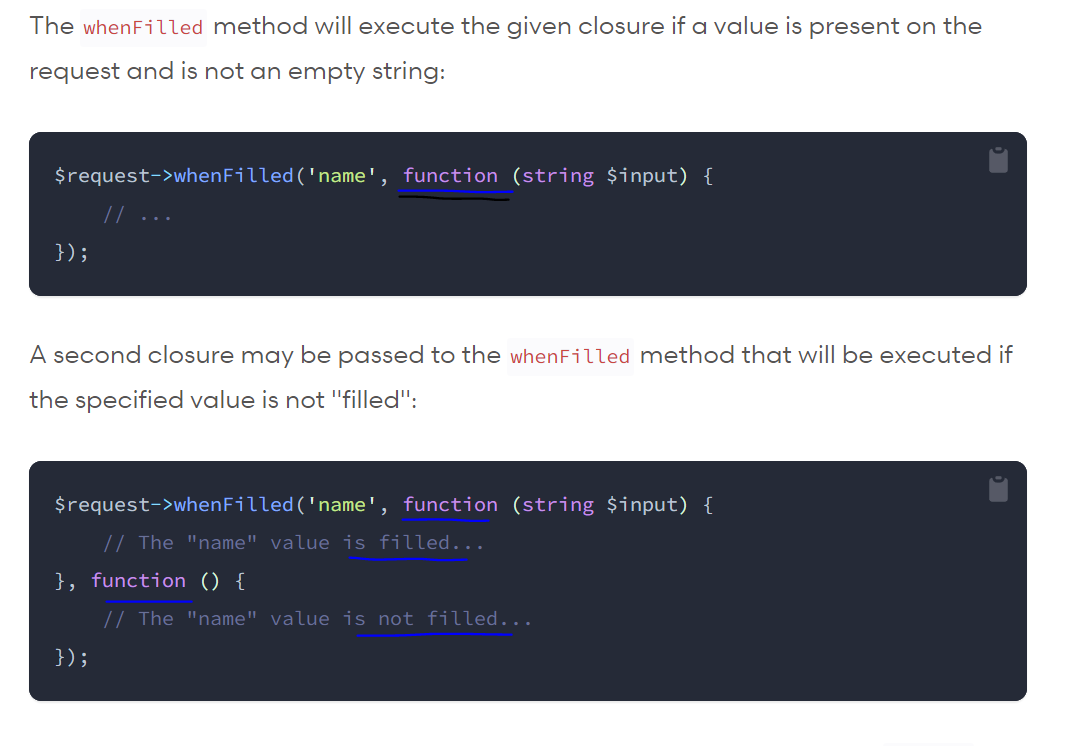 The whenFilled method will execute the given closure if a value is present on the
request and is not an empty string:
$request->whenFilled('name', function (string $input) {
// ...
});
A second closure may be passed to the whenFilled method that will be executed if
the specified value is not "filled":
$request->whenFilled('name', function (string $input) {
// The "name" value is filled...
}, function () {
// The "name" value is not filled...
});